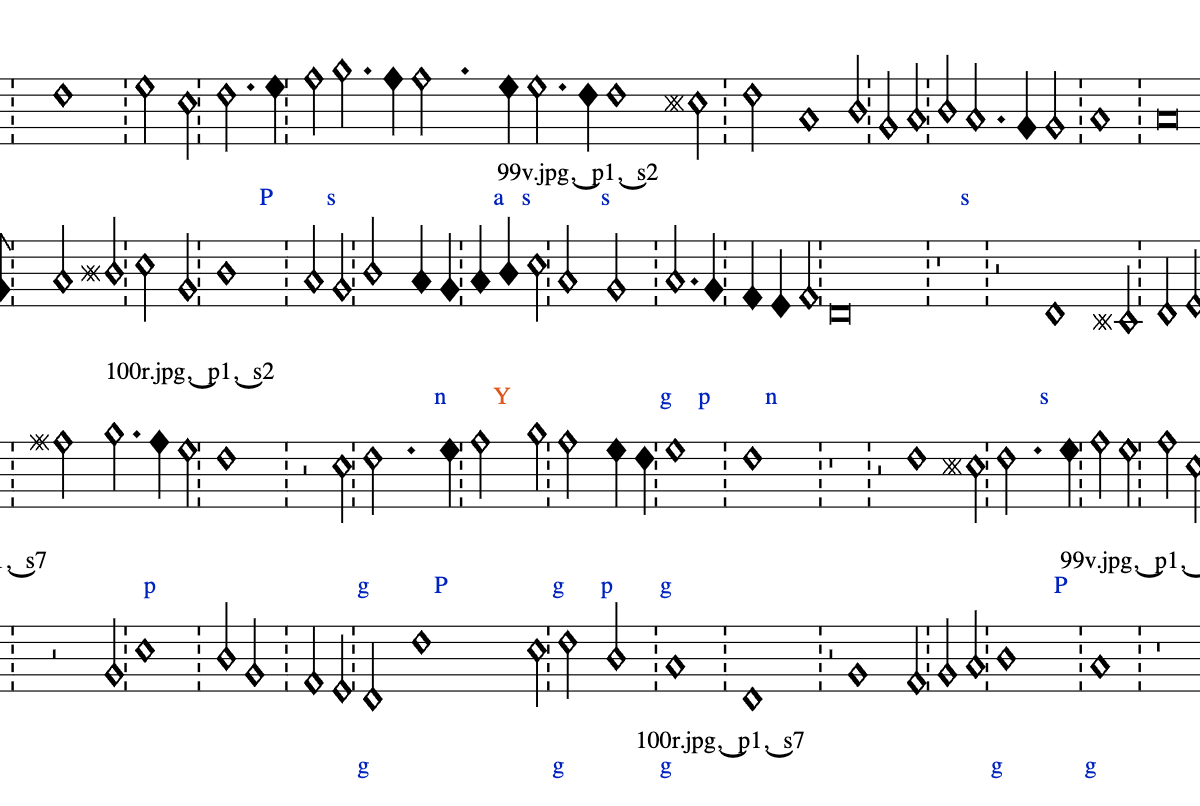 99v.jpg, p1, s2
P s a s s s
100r.jpg, p1, s2
n Y g p n s
s7 99v.jpg, p1,
p g P g p g P
100r.jpg, p1, s7
g g g g g